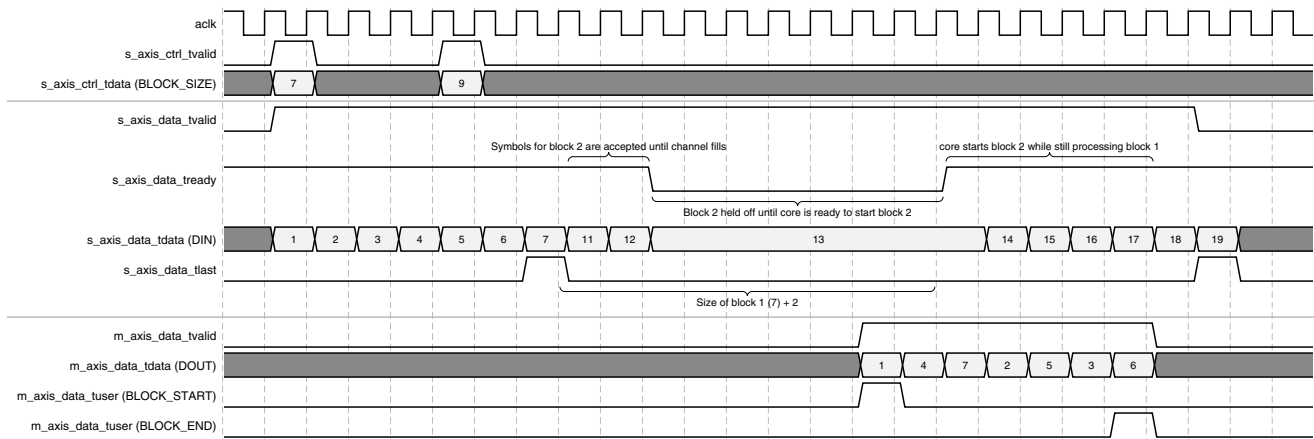 aclk
s_axis_ctrl_tvalid
s_axis_ctrl_tdata (BLOCK_SIZE) 7 9
s_axis_data_tvalid
Symbols for block 2 are accepted until channel fills core starts block 2 while still processing block 1
s_axis_data_tready
Block 2 held off until core is ready to start block 2
s_axis_data_tdata (DIN) 1 2 3 4 5 6 7 11 12 13 14 15 16 17 18 19
s_axis_data_tlast
Size of block 1 (7) + 2
m_axis_data_tvalid
m_axis_data_tdata (DOUT) 1 4 7 2 5 3 6
m_axis_data_tuser (BLOCK_START)
m_axis_data_tuser (BLOCK_END)